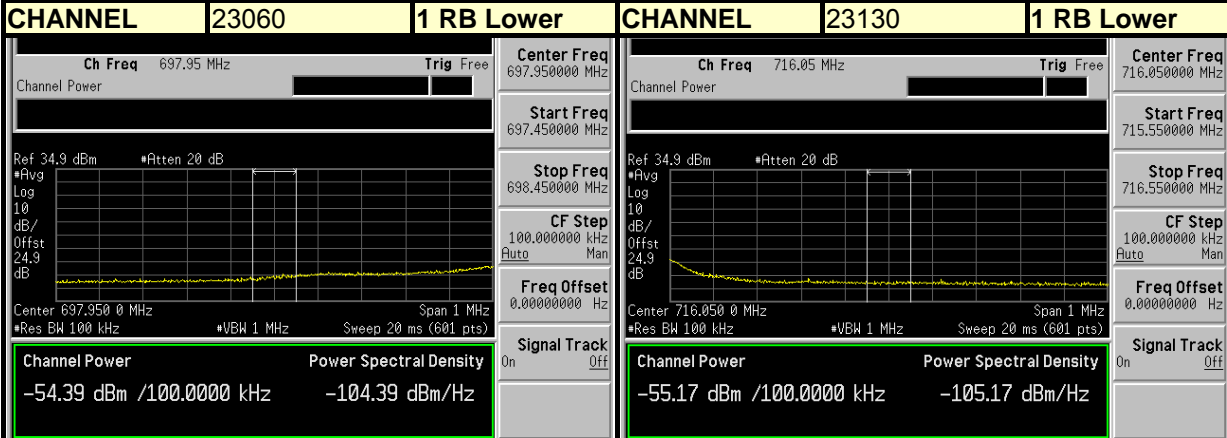 CHANNEL 23060 1 RB Lower CHANNEL 23130 1 RB Lower
Ch Freq 697.95 MHz Trig Free
Channel Power
Center Freq
697.950000 MHz
Start Freq
697.450000 MHz
Stop Freq
698.450000 MHz
CF Step
100.000000 kHz
Auto Man
Freq Offset
0.00000000 Hz
Signal Track
On Off
Ref 34.9 dBm #Atten 20 dB
#Avg
Log
10
dB/
Offst
24.9
dB
Center 697.950 0 MHz Span 1 MHz
#Res BW 100 kHz #VBW 1 MHz Sweep 20 ms (601 pts)
Channel Power Power Spectral Density
-54.39 dBm /100.0000 kHz -104.39 dBm/Hz
Ch Freq 716.05 MHz Trig Free
Channel Power
Center Freq
716.050000 MHz
Start Freq
715.550000 MHz
Stop Freq
716.550000 MHz
CF Step
100.000000 kHz
Auto Man
Freq Offset
0.00000000 Hz
Signal Track
On Off
Ref 34.9 dBm #Atten 20 dB
#Avg
Log
10
dB/
Offst
24.9
dB
Center 716.050 0 MHz Span 1 MHz
#Res BW 100 kHz #VBW 1 MHz Sweep 20 ms (601 pts)
Channel Power Power Spectral Density
-55.17 dBm /100.0000 kHz -105.17 dBm/Hz